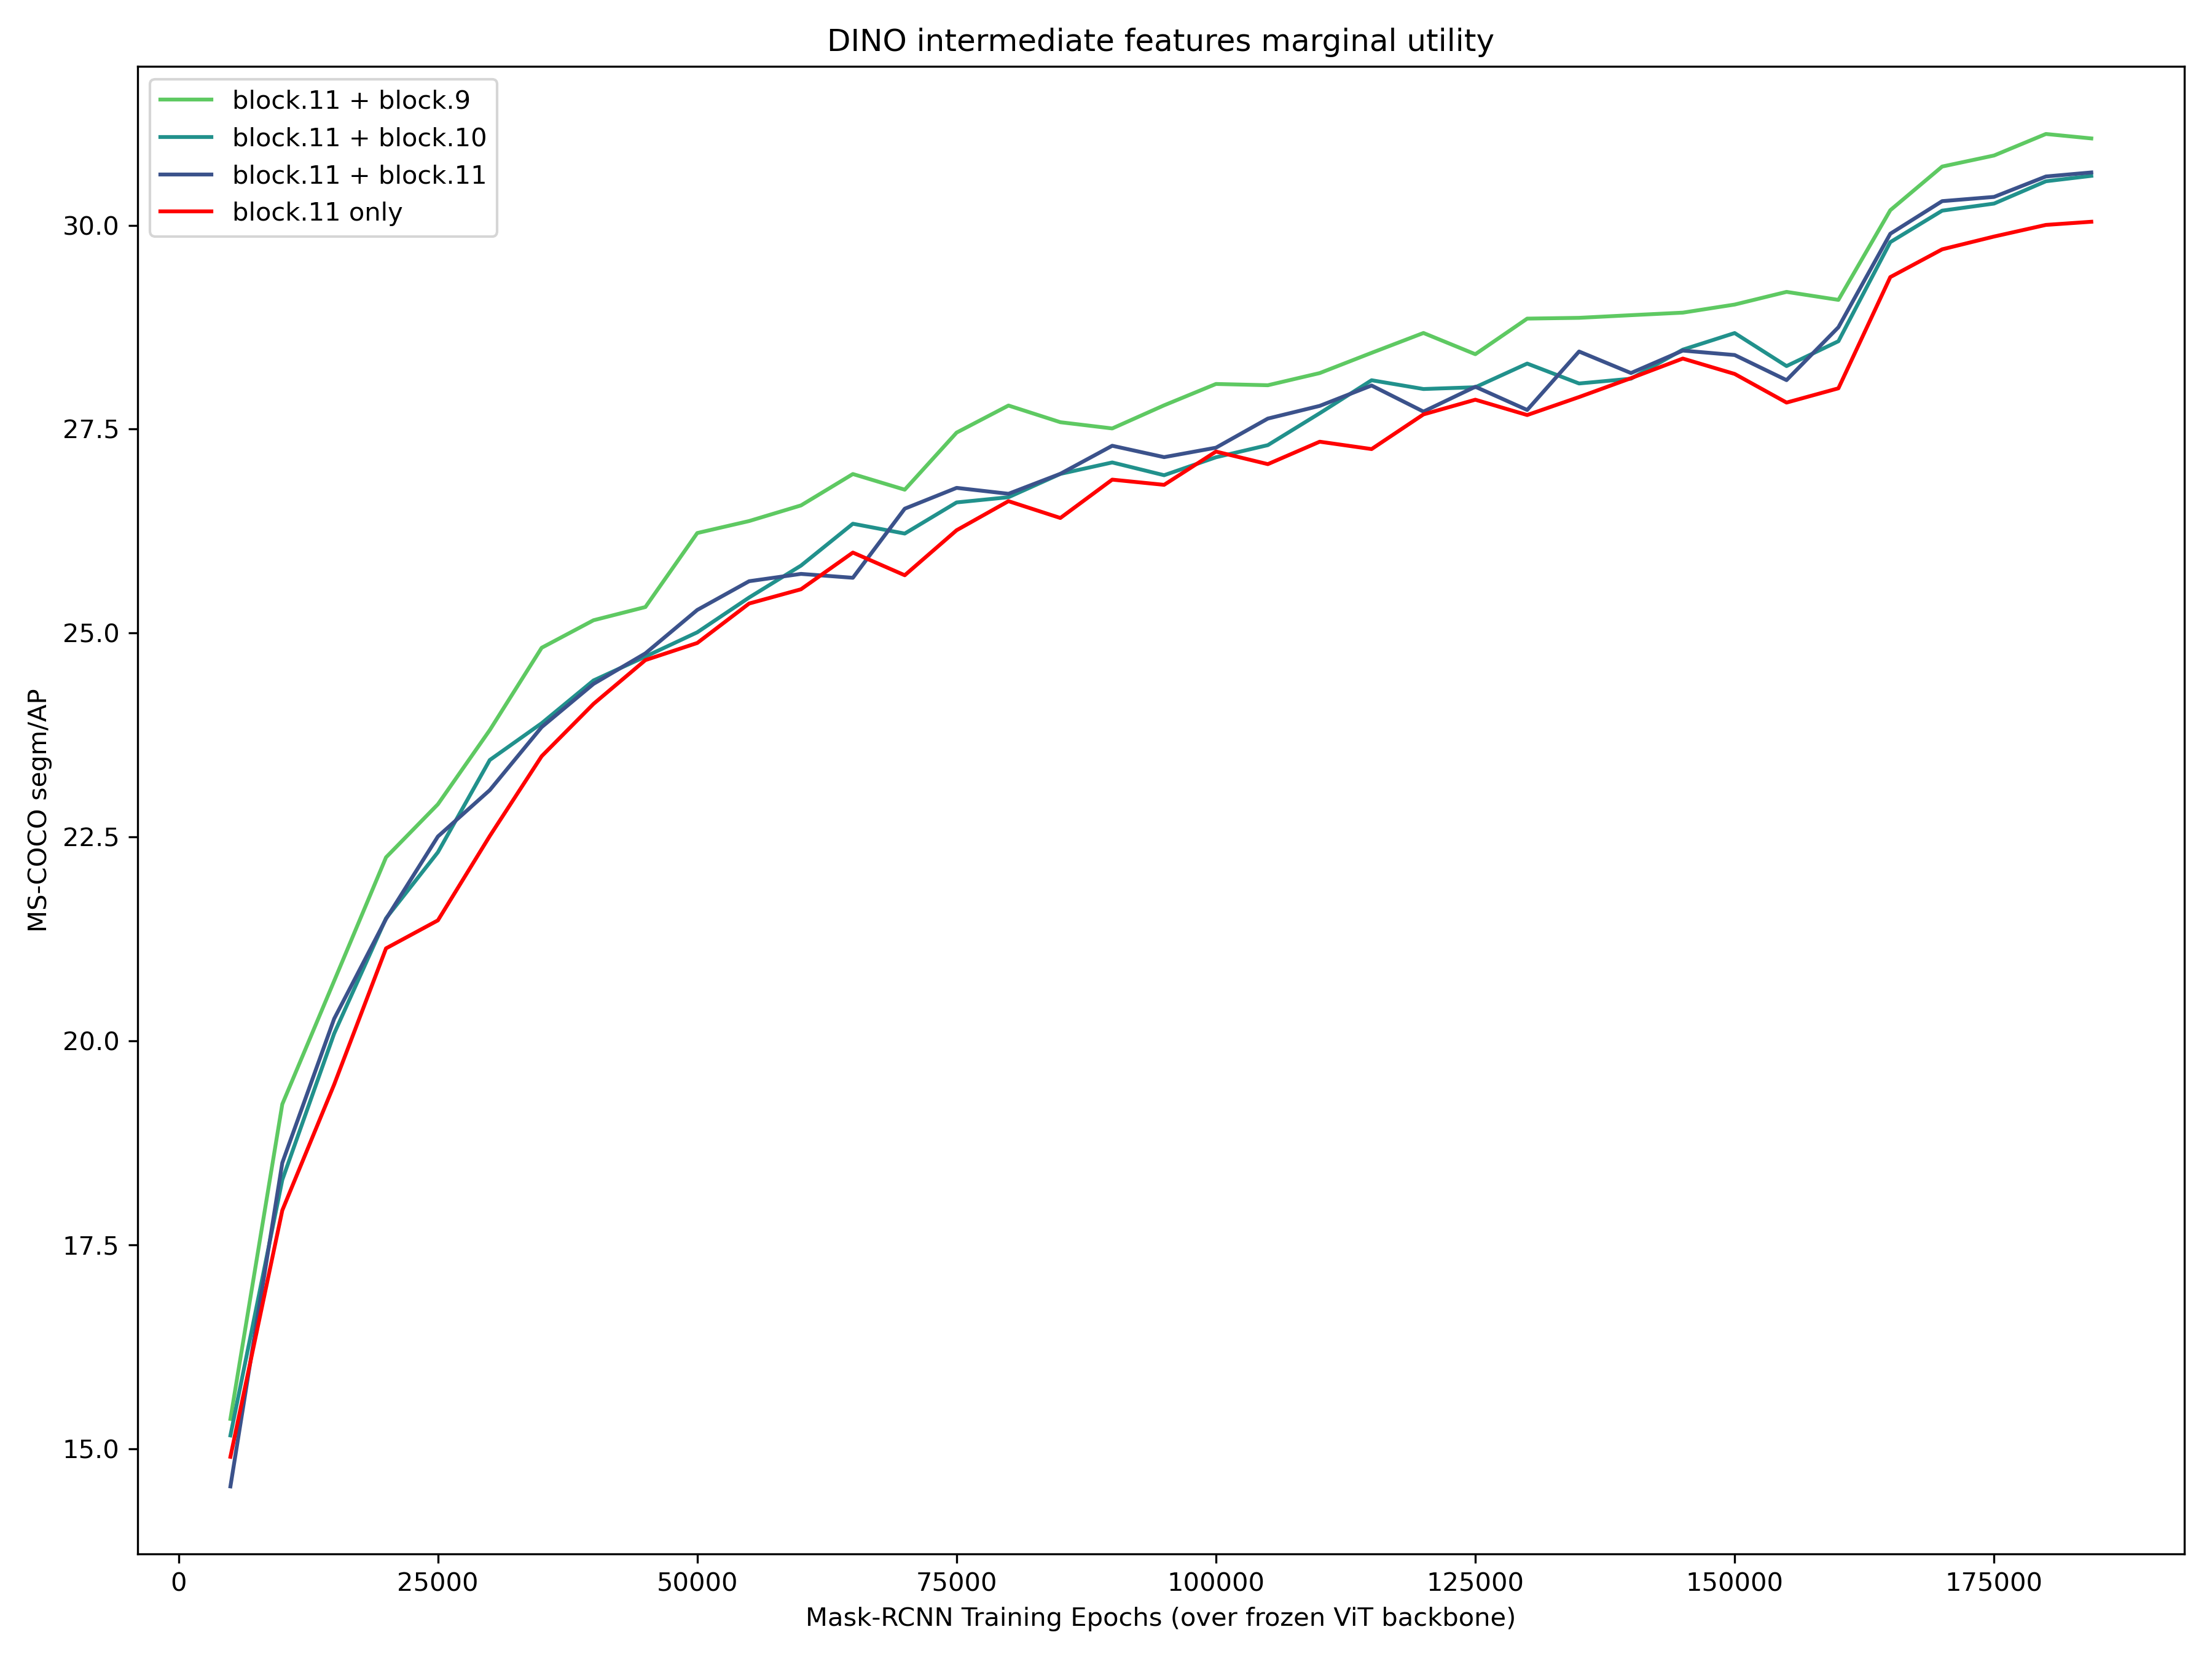 DINO intermediate features marginal utility
block.11 + block.9
block.11 + block.10
block.11 + block.11
block.11 only
MS-COCO segm/AP
30.0
27.5
25.0
22.5
20.0
17.5
15.0
0 25000 50000 75000 100000 125000 150000 175000
Mask-RCNN Training Epochs (over frozen ViT backbone)